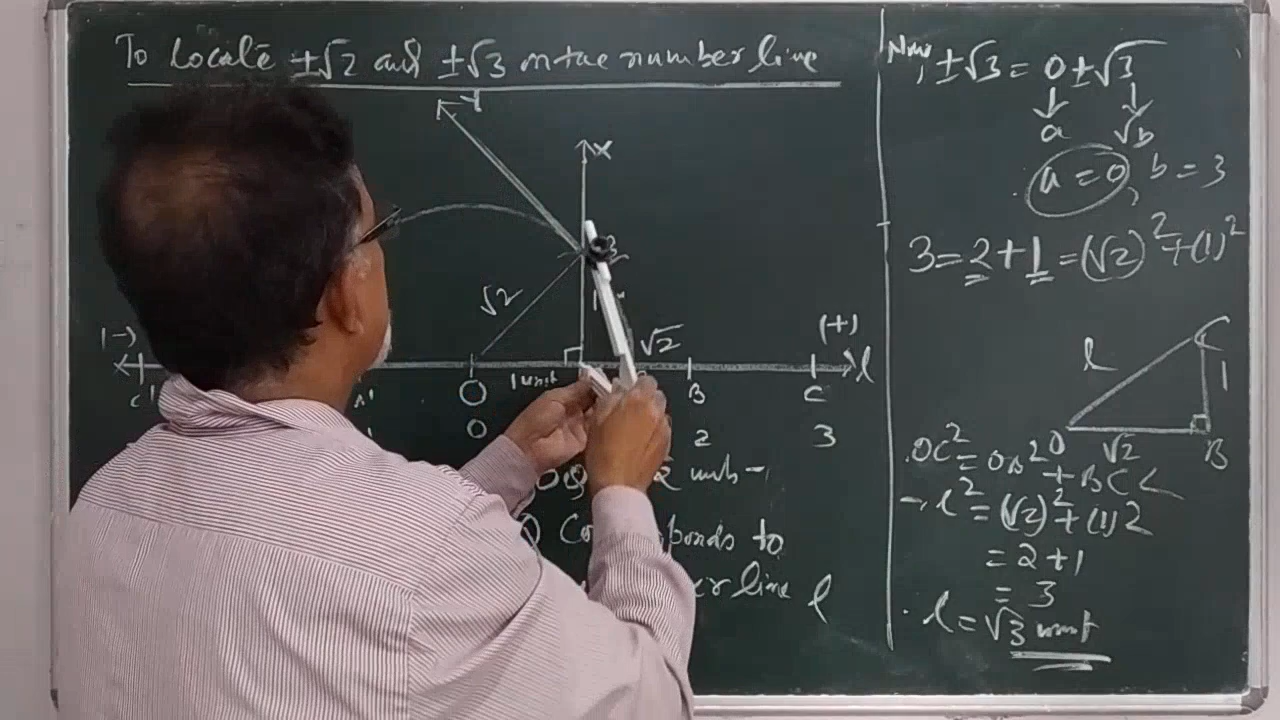 To Locate ±√2 and ±√3 on the number line
Y
X
√2
(-)
√2
(+)
l
C'
A'
O
1 unit
B
C
0
2
3
units
Q Corresponds to
line l
Now, ±√3 = 0 ± √3
a √b
a = 0, b = 3
3 = 2 + 1 = (√2)² + (1)²
C
l
1
O √2 B
OC² = OB² + BC²
l² = (√2)² + (1)²
= 2 + 1
= 3
l = √3 unit